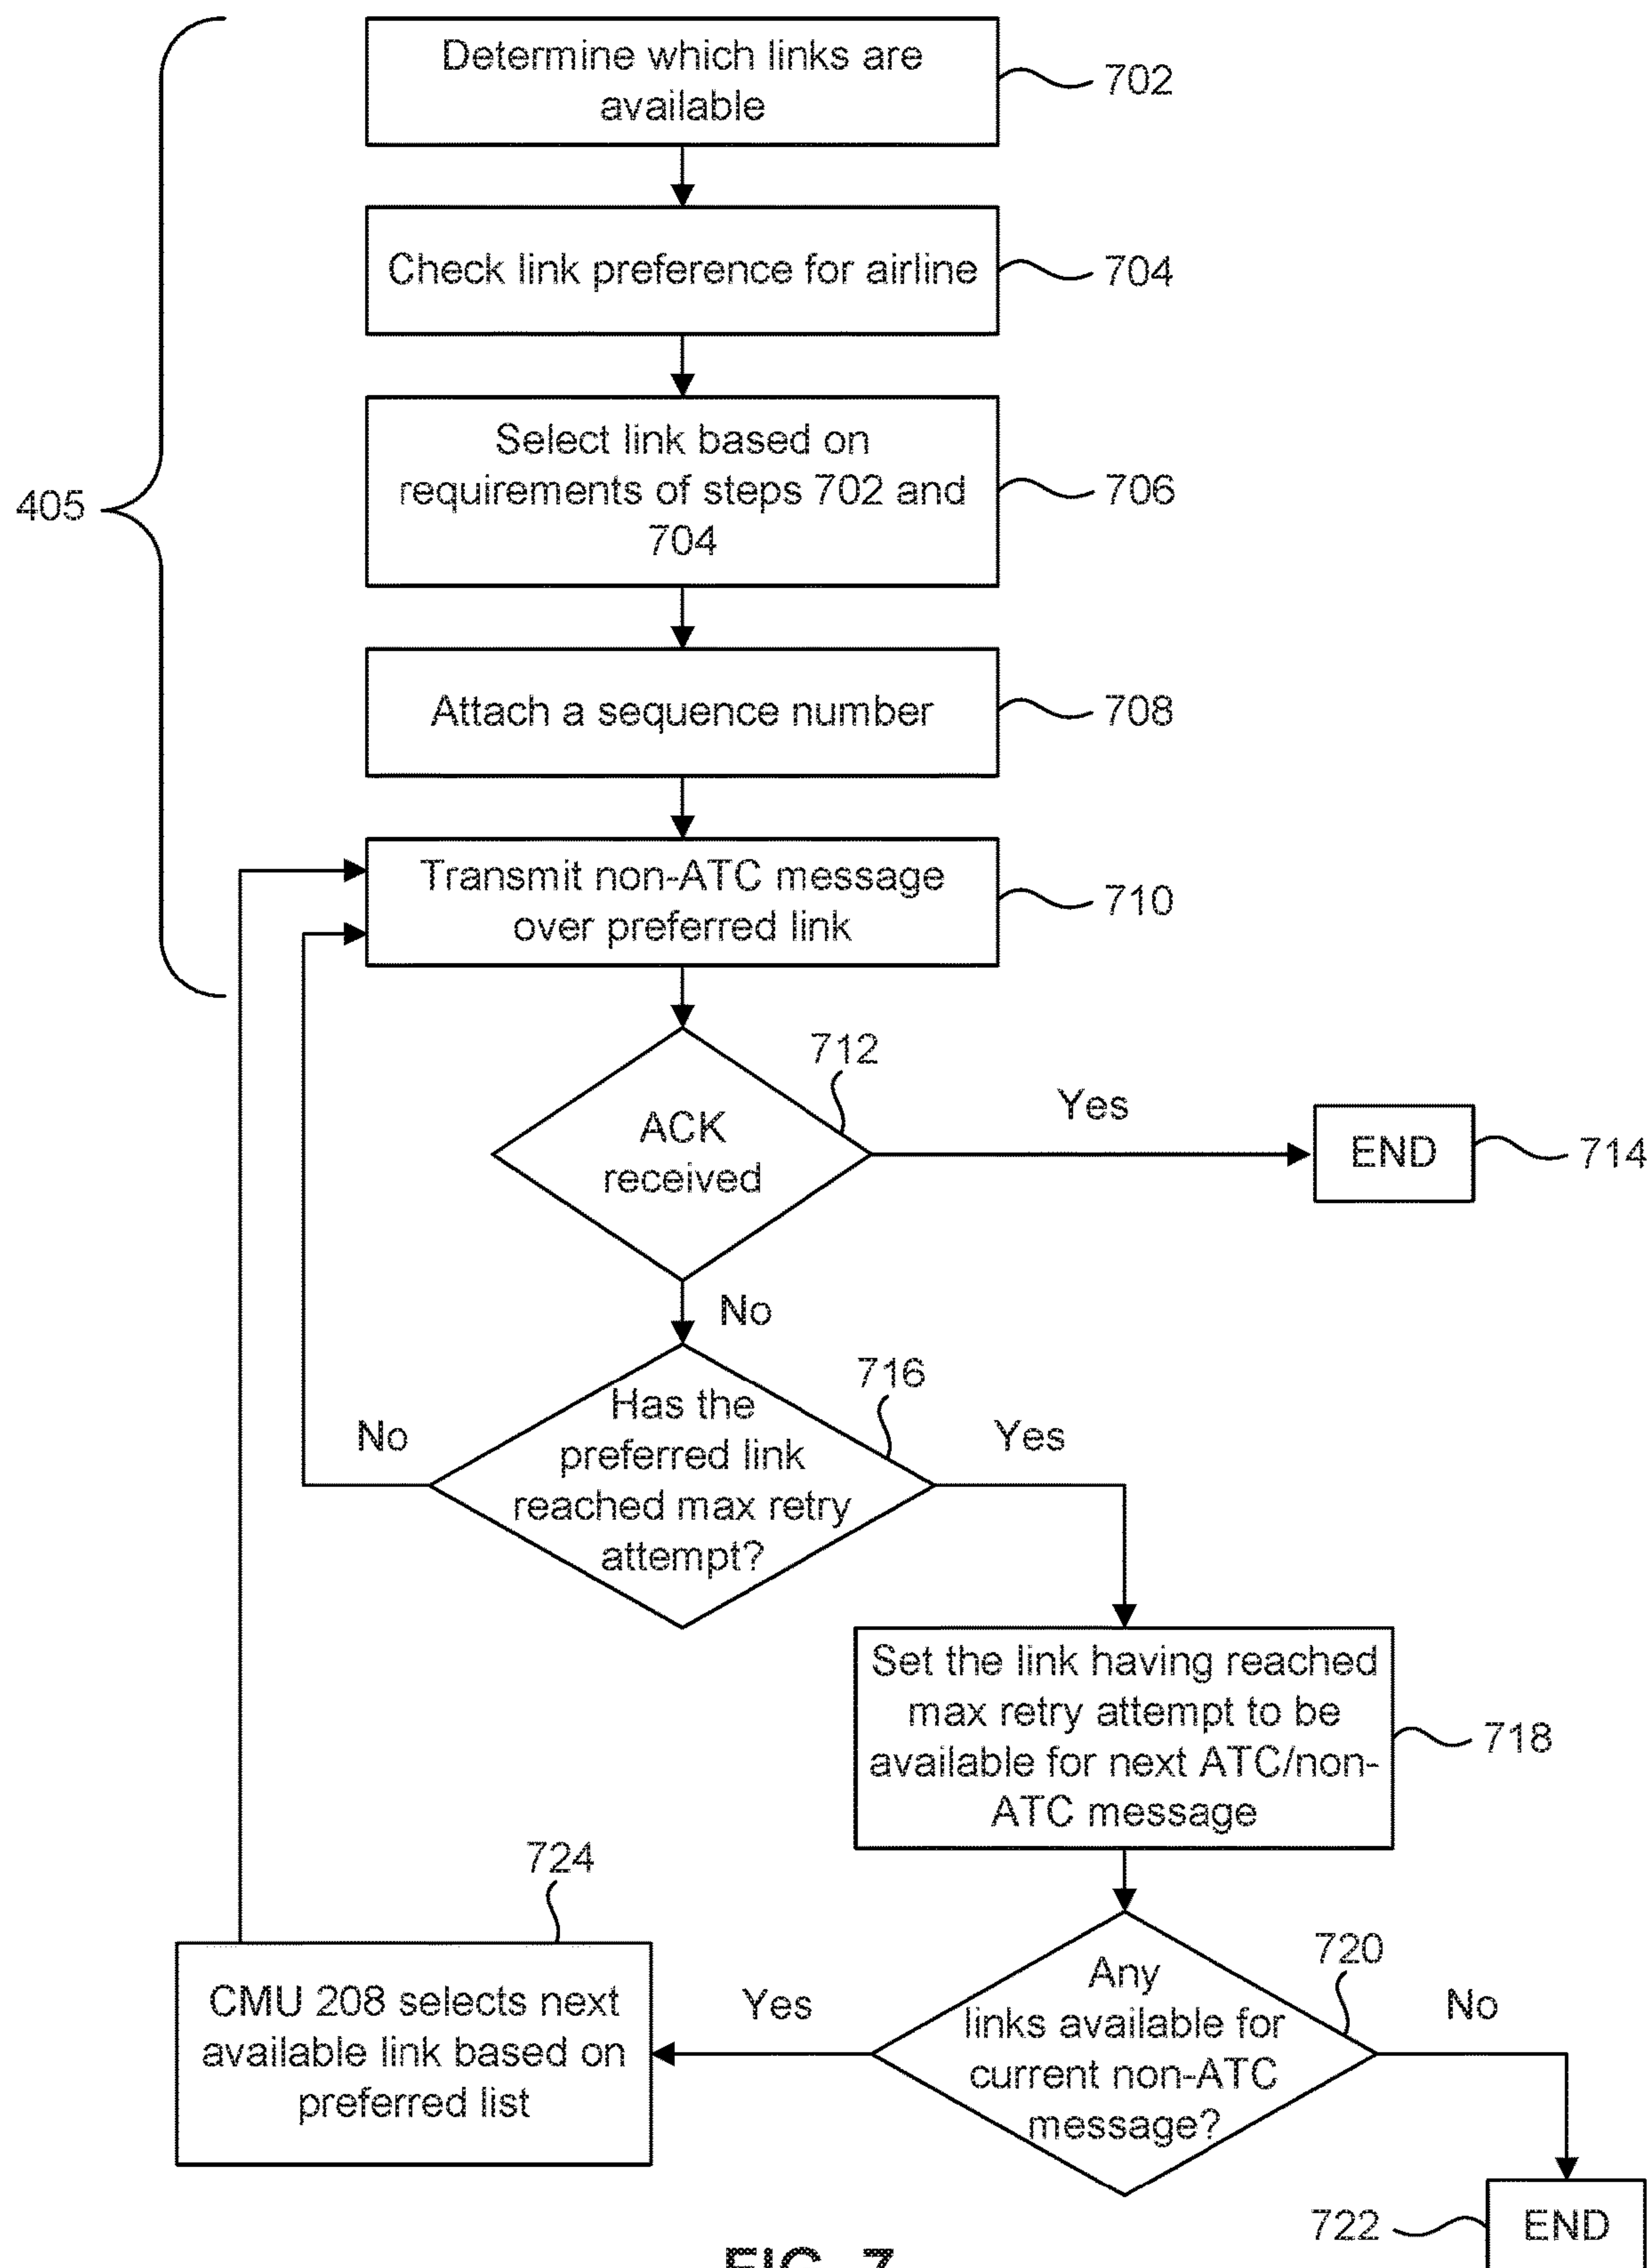 Determine which links are
available
702
Check link preference for airline
704
Select link based on
requirements of steps 702 and
704
706
405
Attach a sequence number
708
Transmit non-ATC message
over preferred link
710
712
ACK
received
Yes
END
714
No
716
Has the
preferred link
reached max retry
attempt?
No
Yes
Set the link having reached
max retry attempt to be
available for next ATC/non-
ATC message
718
724
CMU 208 selects next
available link based on
preferred list
Yes
720
Any
links available for
current non-ATC
message?
No
722
END
FIG. 7